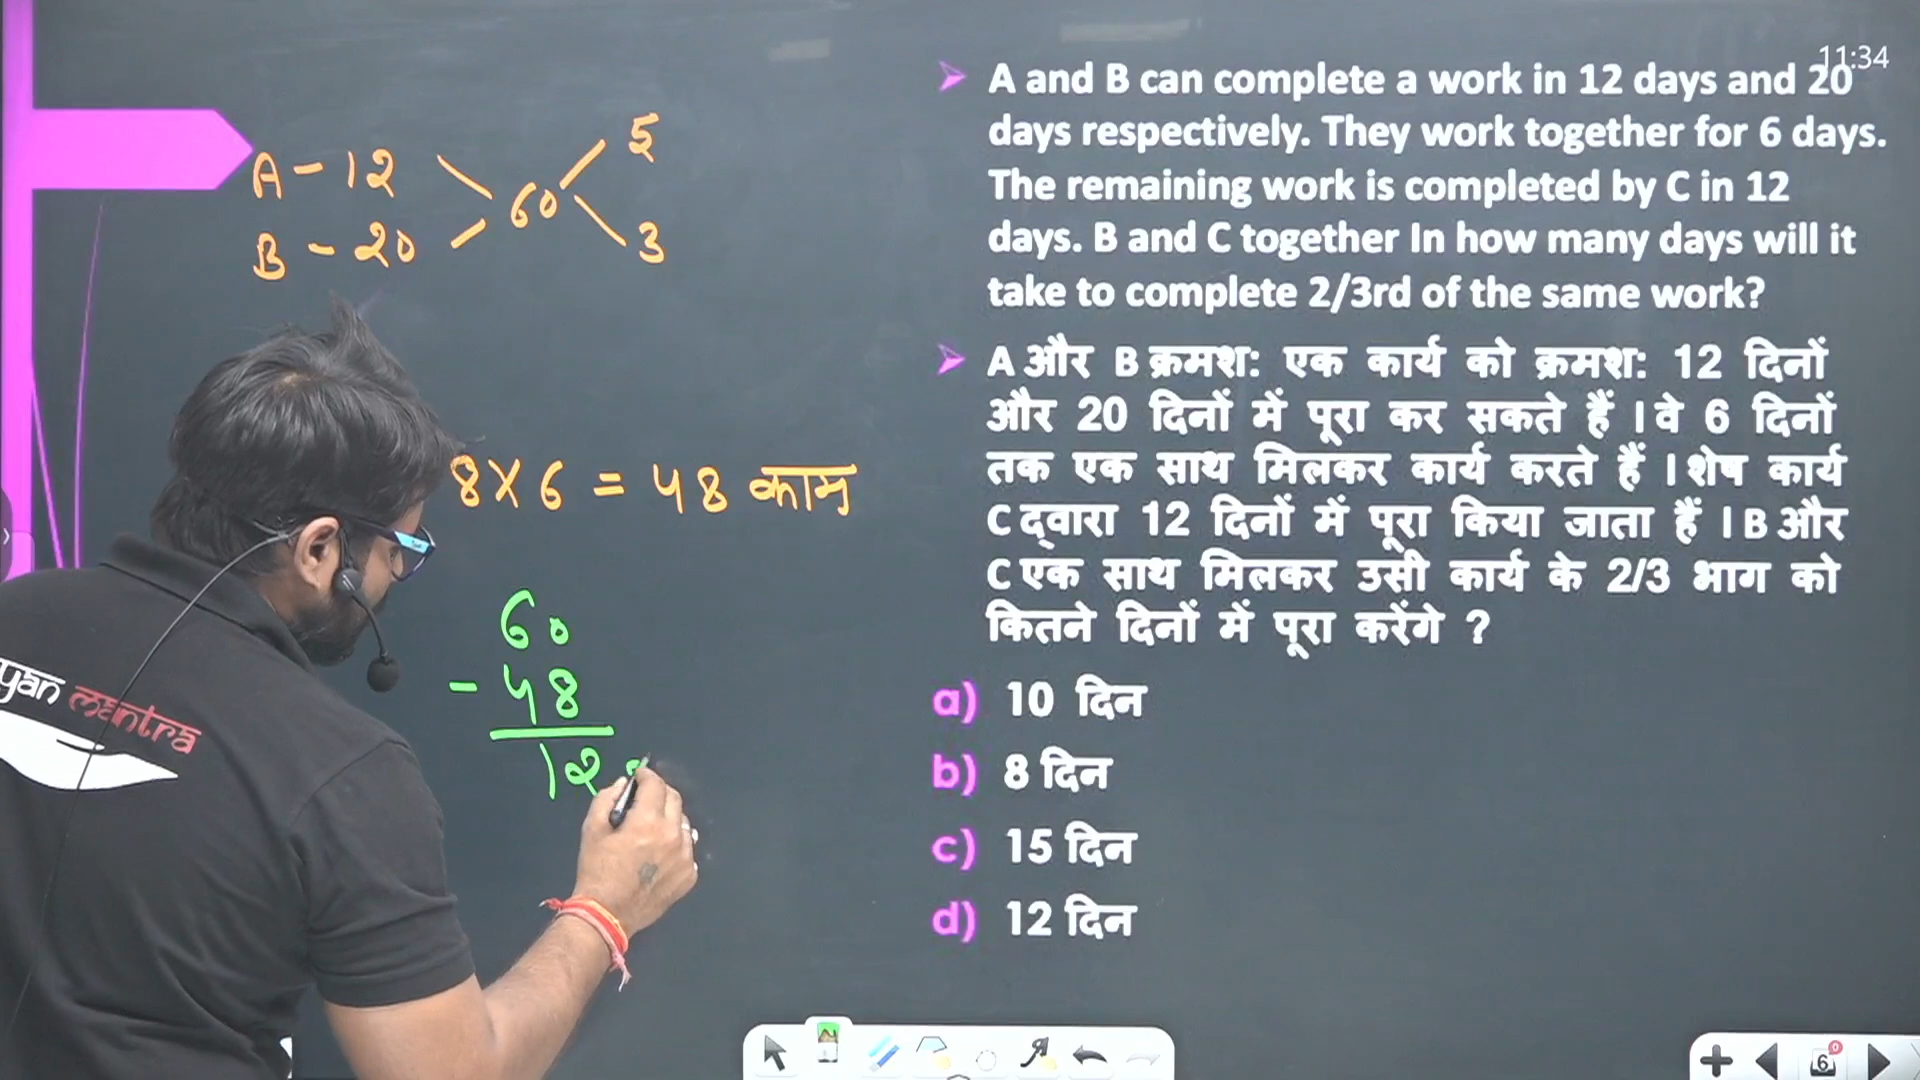 11:34
A - 12
B - 20
60
5
3
8 X 6 = 48 काम
60
- 48
12
yan mantra
A and B can complete a work in 12 days and 20
days respectively. They work together for 6 days.
The remaining work is completed by C in 12
days. B and C together In how many days will it
take to complete 2/3rd of the same work?
A और B क्रमश: एक कार्य को क्रमश: 12 दिनों
और 20 दिनों में पूरा कर सकते हैं । वे 6 दिनों
तक एक साथ मिलकर कार्य करते हैं । शेष कार्य
C द्वारा 12 दिनों में पूरा किया जाता हैं । B और
C एक साथ मिलकर उसी कार्य के 2/3 भाग को
कितने दिनों में पूरा करेंगे ?
a) 10 दिन
b) 8 दिन
c) 15 दिन
d) 12 दिन
6
0